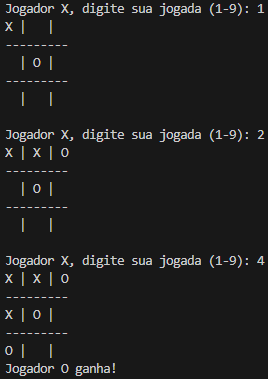 Jogador X, digite sua jogada (1-9): 1
X |   |
---------
  | O |
---------
  |   |
Jogador X, digite sua jogada (1-9): 2
X | X | O
---------
  | O |
---------
  |   |
Jogador X, digite sua jogada (1-9): 4
X | X | O
---------
X | O |
---------
O |   |
Jogador O ganha!